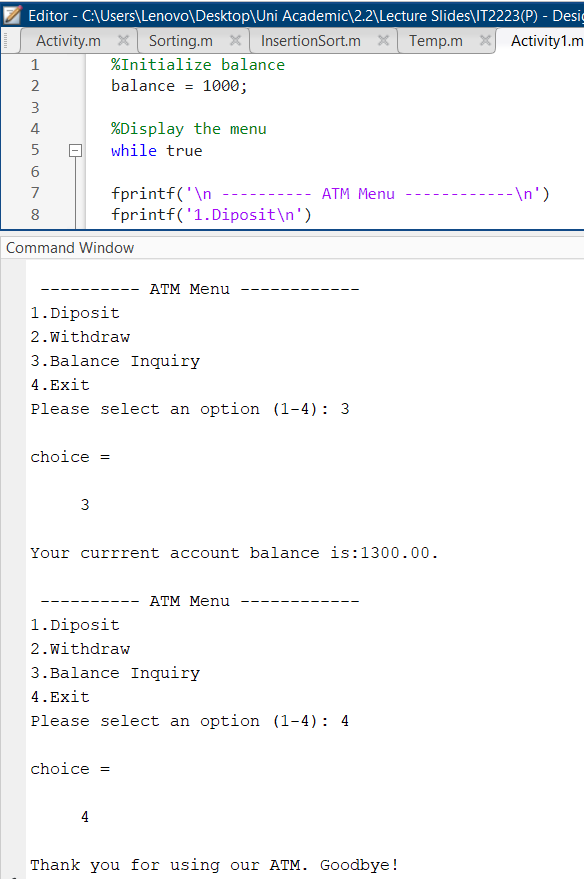 Editor - C:\Users\Lenovo\Desktop\Uni Academic\2.2\Lecture Slides\IT2223(P) - Desi
Activity.m Sorting.m InsertionSort.m Temp.m Activity1.m
1 %Initialize balance
2 balance = 1000;
3
4 %Display the menu
5 while true
6
7 fprintf('\n ---------- ATM Menu ------------\n')
8 fprintf('1.Diposit\n')
Command Window
---------- ATM Menu ------------
1.Diposit
2.Withdraw
3.Balance Inquiry
4.Exit
Please select an option (1-4): 3
choice =
3
Your currrent account balance is:1300.00.
---------- ATM Menu ------------
1.Diposit
2.Withdraw
3.Balance Inquiry
4.Exit
Please select an option (1-4): 4
choice =
4
Thank you for using our ATM. Goodbye!